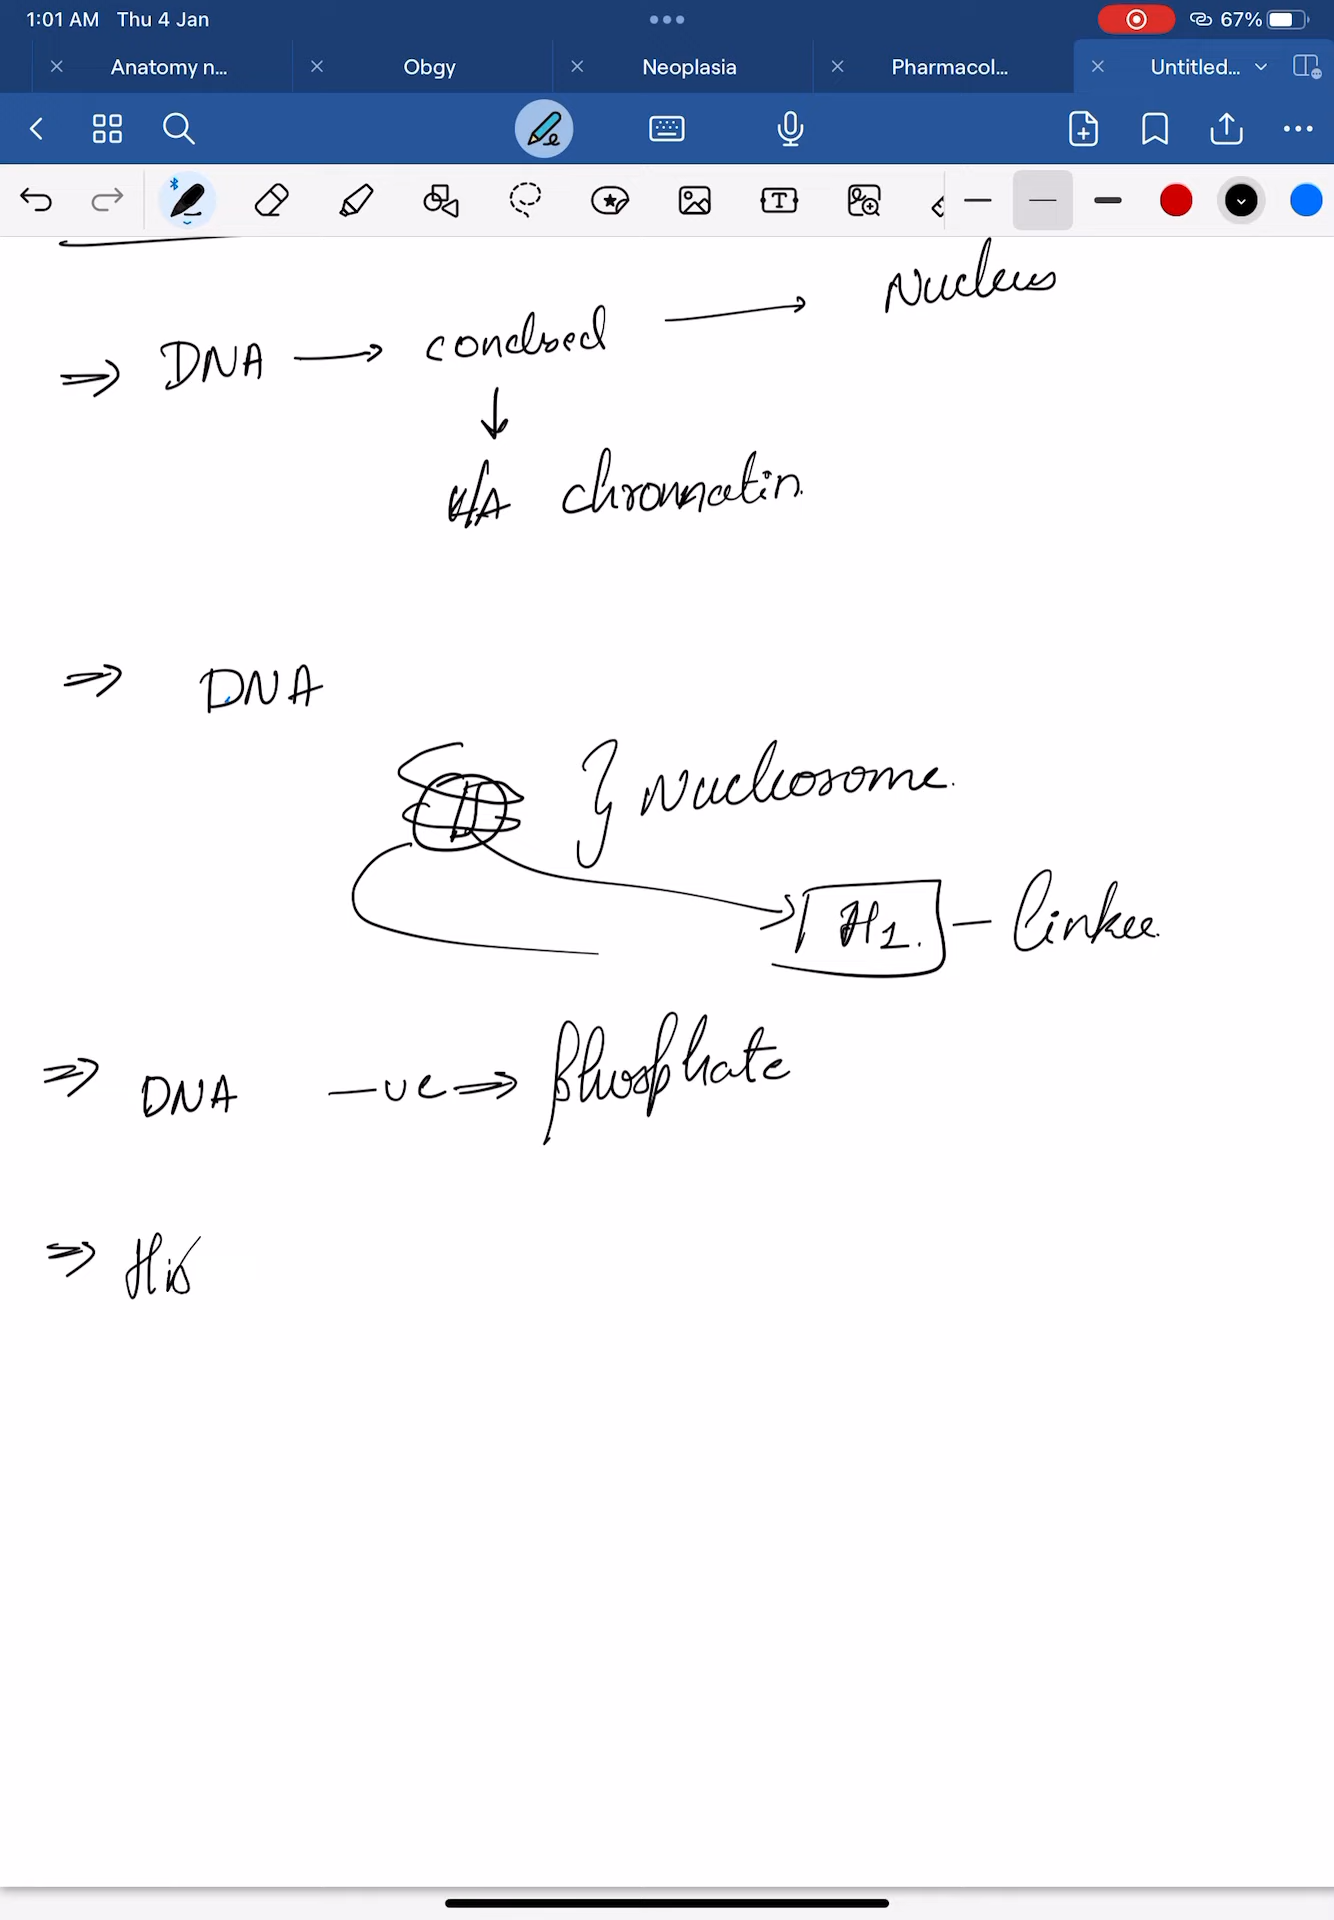 1:01 AM Thu 4 Jan
67%
Anatomy n...
Obgy
Neoplasia
Pharmacol...
Untitled...
Nucleus
⇒ DNA → condsed →
↓
k/A chromatin.
⇒ DNA
} Nucleosome.
H1. – linker.
⇒ DNA –ve ⇒ phosphate
⇒ His